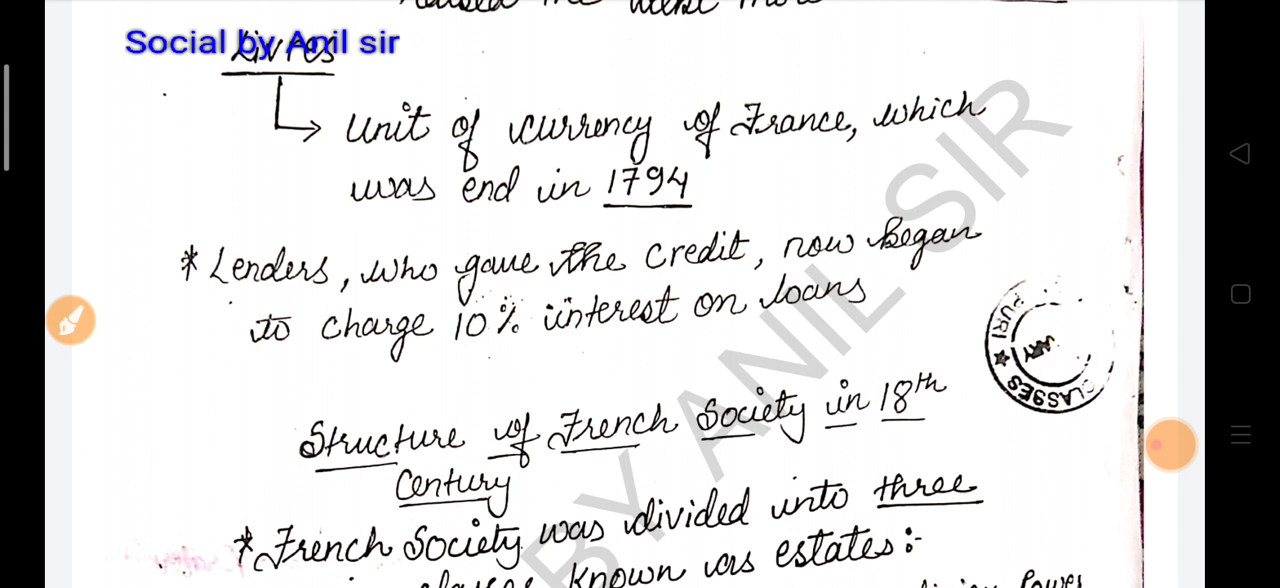 Social by Anil sir
Livres
Unit of currency of France, which
was end in 1794
* Lenders, who gave the credit, now began
to charge 10% interest on loans
Structure of French Society in 18th
Century
* French Society was divided into three
known as estates :-
BY ANIL SIR
CLASSES ★ PURI